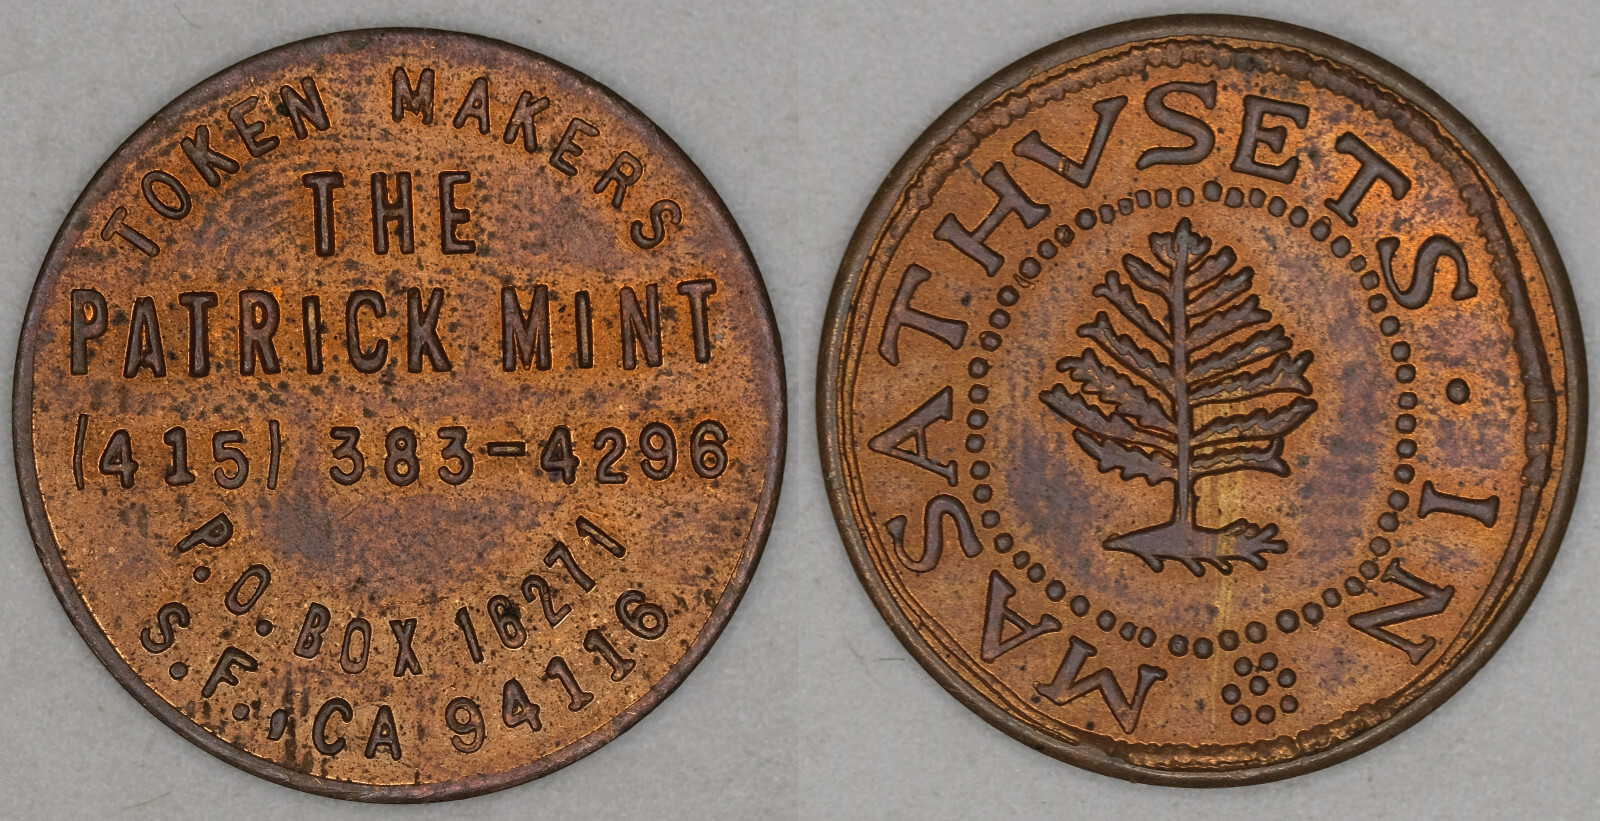 TOKEN MAKERS
THE
PATRICK MINT
(415) 383-4296
P.O. BOX 16271
S.F., CA 94116
MASATHVSETS · IN